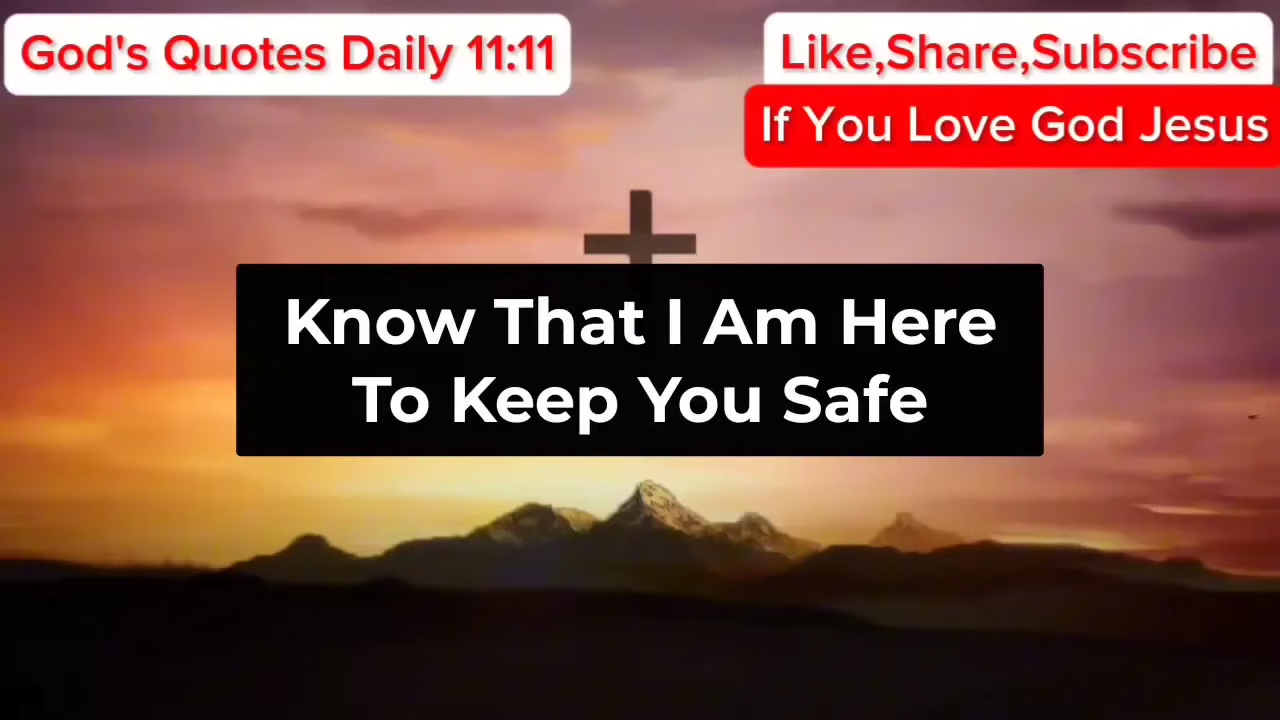 God's Quotes Daily 11:11
Like,Share,Subscribe
If You Love God Jesus
Know That I Am Here
To Keep You Safe